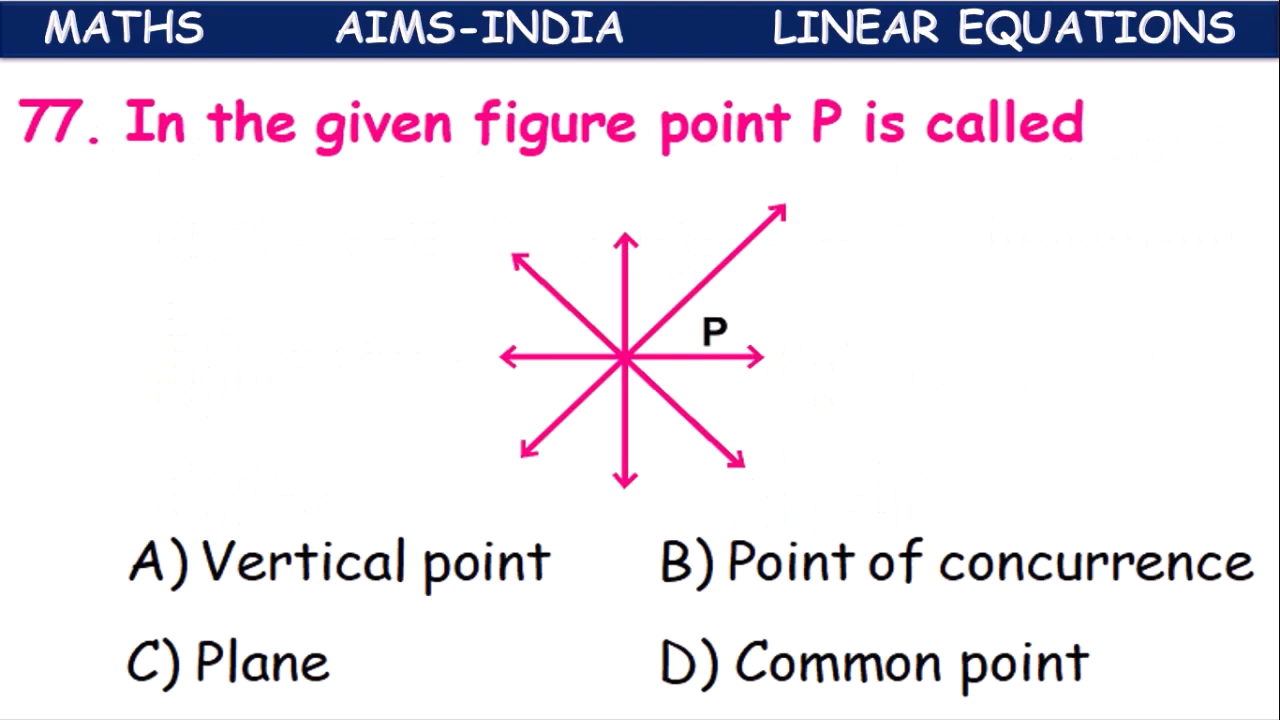 MATHS AIMS-INDIA LINEAR EQUATIONS
77. In the given figure point P is called
P
A) Vertical point B) Point of concurrence
C) Plane D) Common point